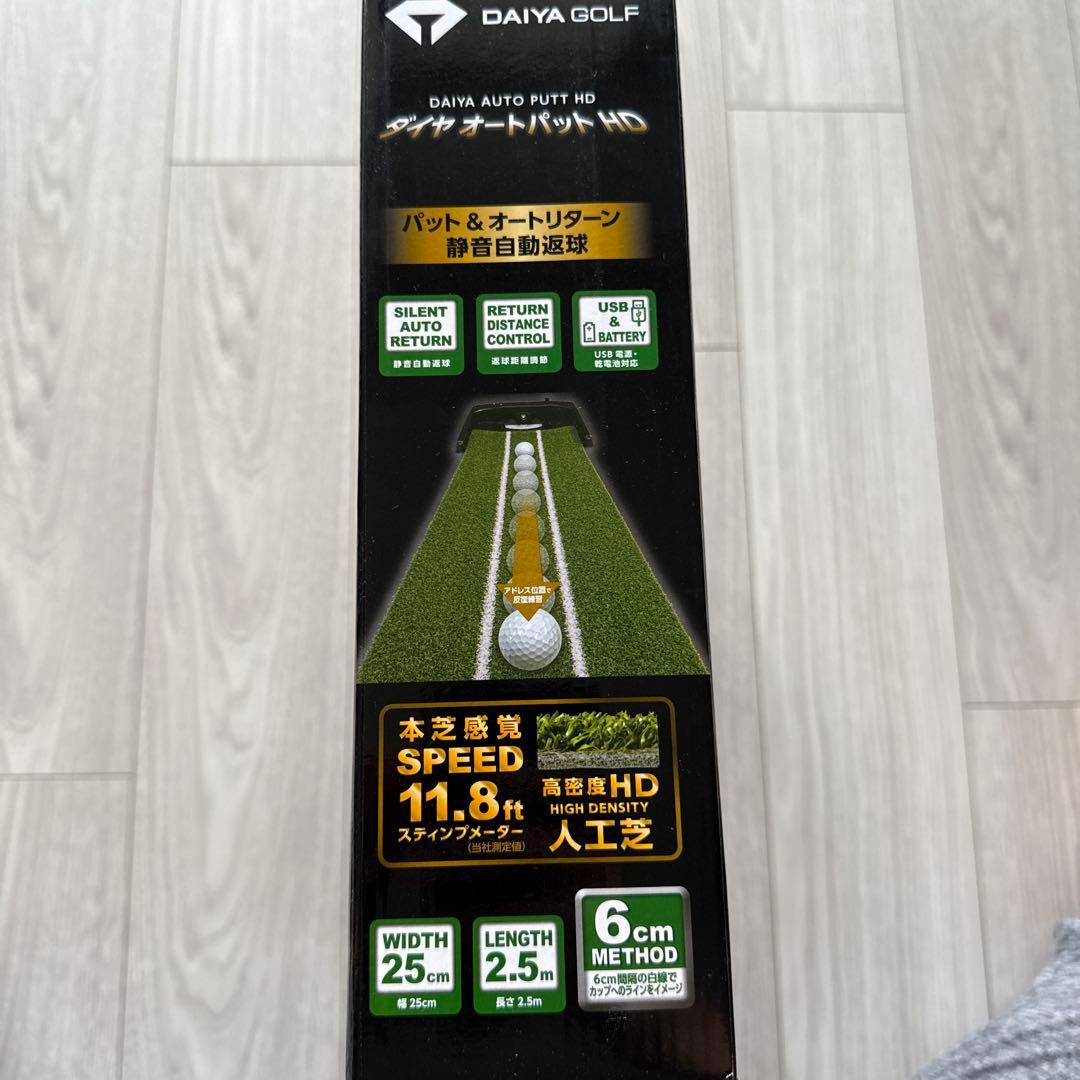 DAIYA GOLF
DAIYA AUTO PUTT HD
ダイヤ オートパット HD
パット & オートリターン
静音自動返球
SILENT
AUTO
RETURN
静音自動返球
RETURN
DISTANCE
CONTROL
返球距離調節
USB
&
BATTERY
USB電源・
乾電池対応
アドレス位置で
反復練習
本芝感覚
SPEED
11.8ft
スティンプメーター
(当社測定値)
高密度HD
HIGH DENSITY
人工芝
WIDTH
25cm
幅 25cm
LENGTH
2.5m
長さ 2.5m
6cm
METHOD
6cm間隔の白線で
カップへのラインをイメージ